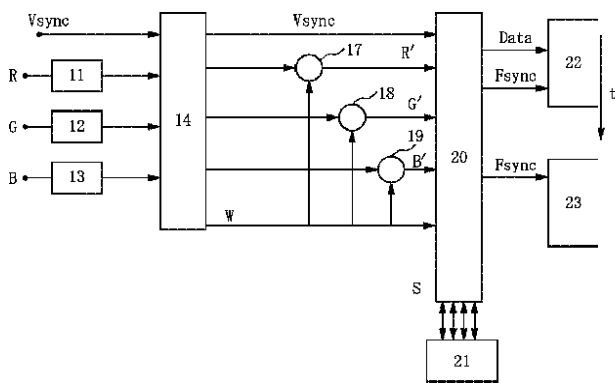 Vsync
Vsync
17
R'
Data
22
Fsync
t
R
11
18
G'
G
12
14
19
B'
20
Fsync
23
B
13
W
S
21